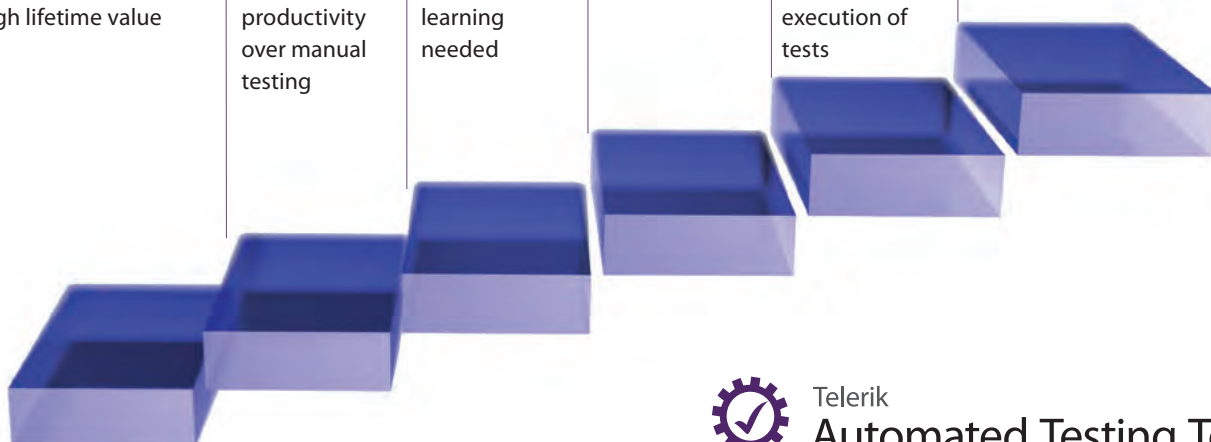 gh lifetime value
productivity
over manual
testing
learning
needed
execution of
tests
Telerik
Automated Testing To